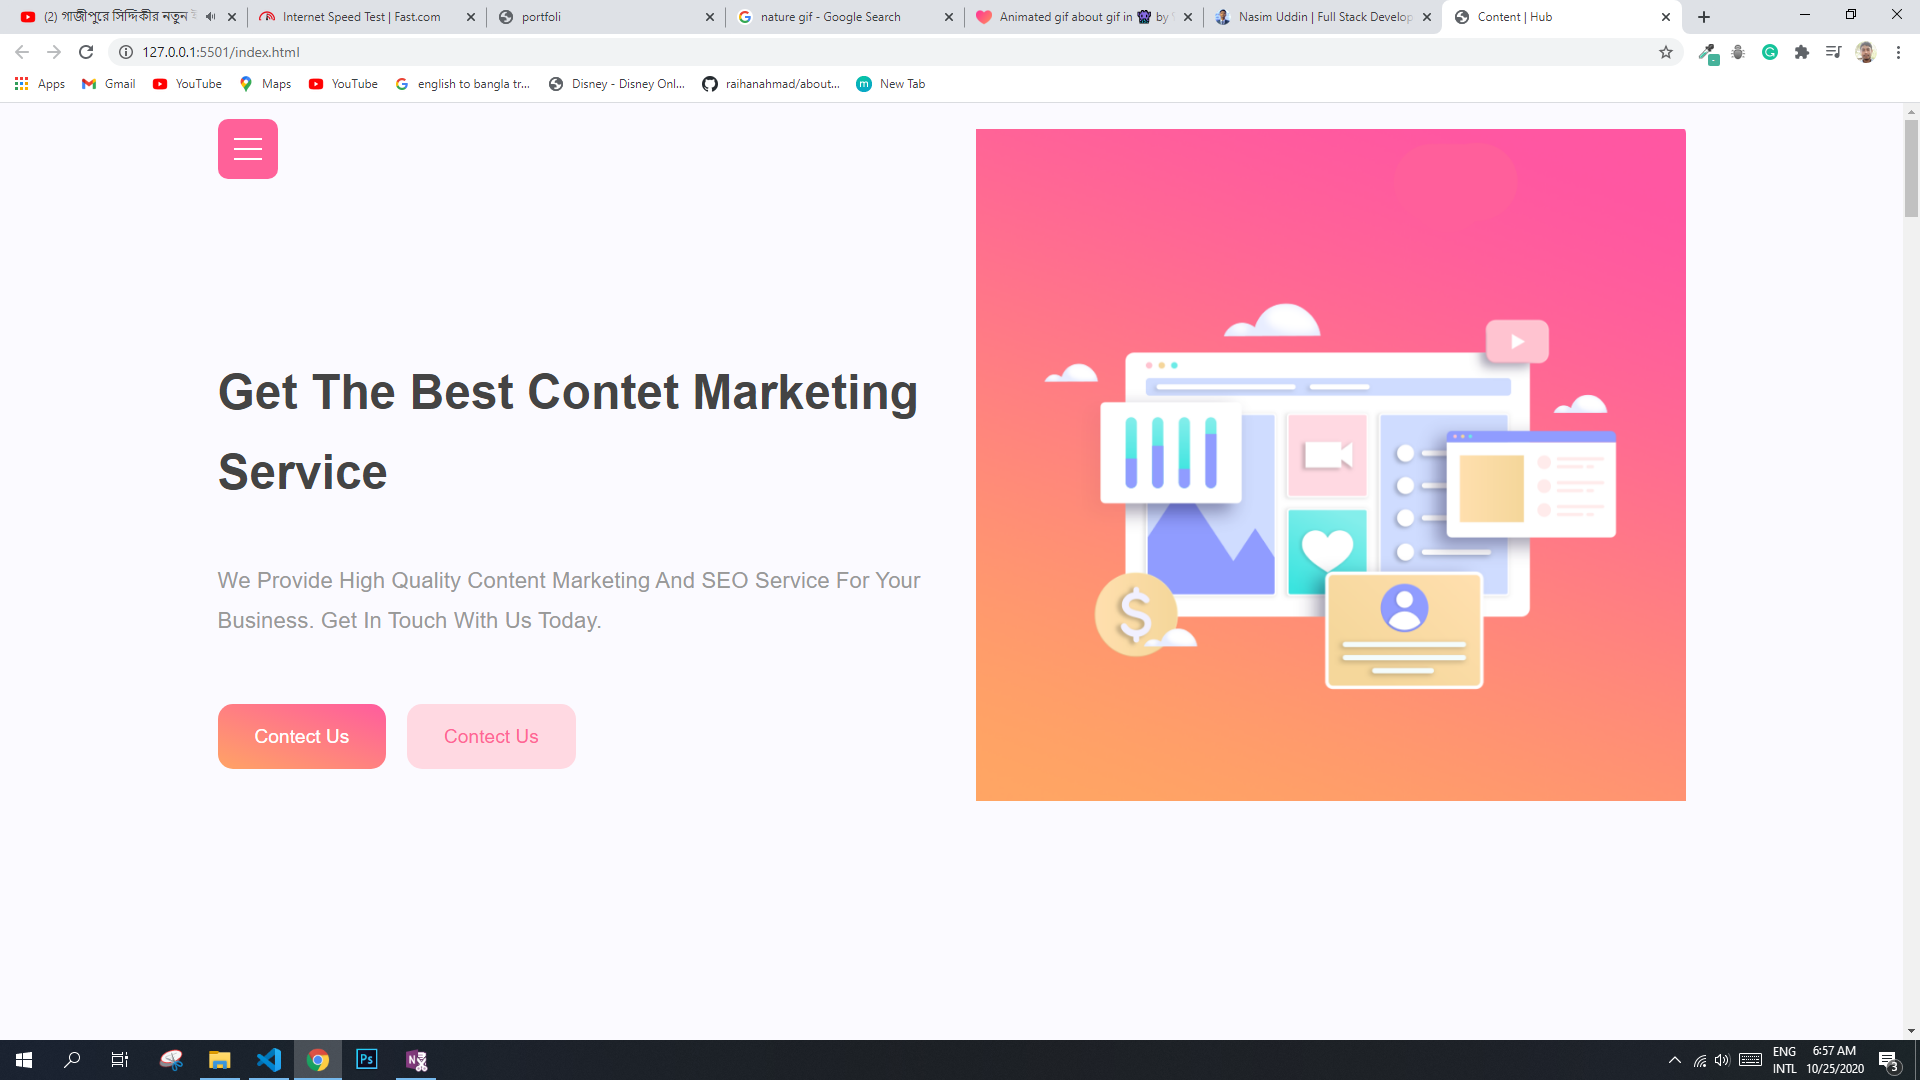 (2) গাজীপুরে সিদ্দিকীর নতুন
Internet Speed Test | Fast.com
portfoli
nature gif - Google Search
Animated gif about gif in 👾 by
Nasim Uddin | Full Stack Develop
Content | Hub
127.0.0.1:5501/index.html
Apps
Gmail
YouTube
Maps
YouTube
english to bangla tr...
Disney - Disney Onl...
raihanahmad/about...
New Tab
Get The Best Contet Marketing
Service
We Provide High Quality Content Marketing And SEO Service For Your
Business. Get In Touch With Us Today.
Contect Us
Contect Us
$
Ps
N
ENG
INTL
6:57 AM
10/25/2020
3